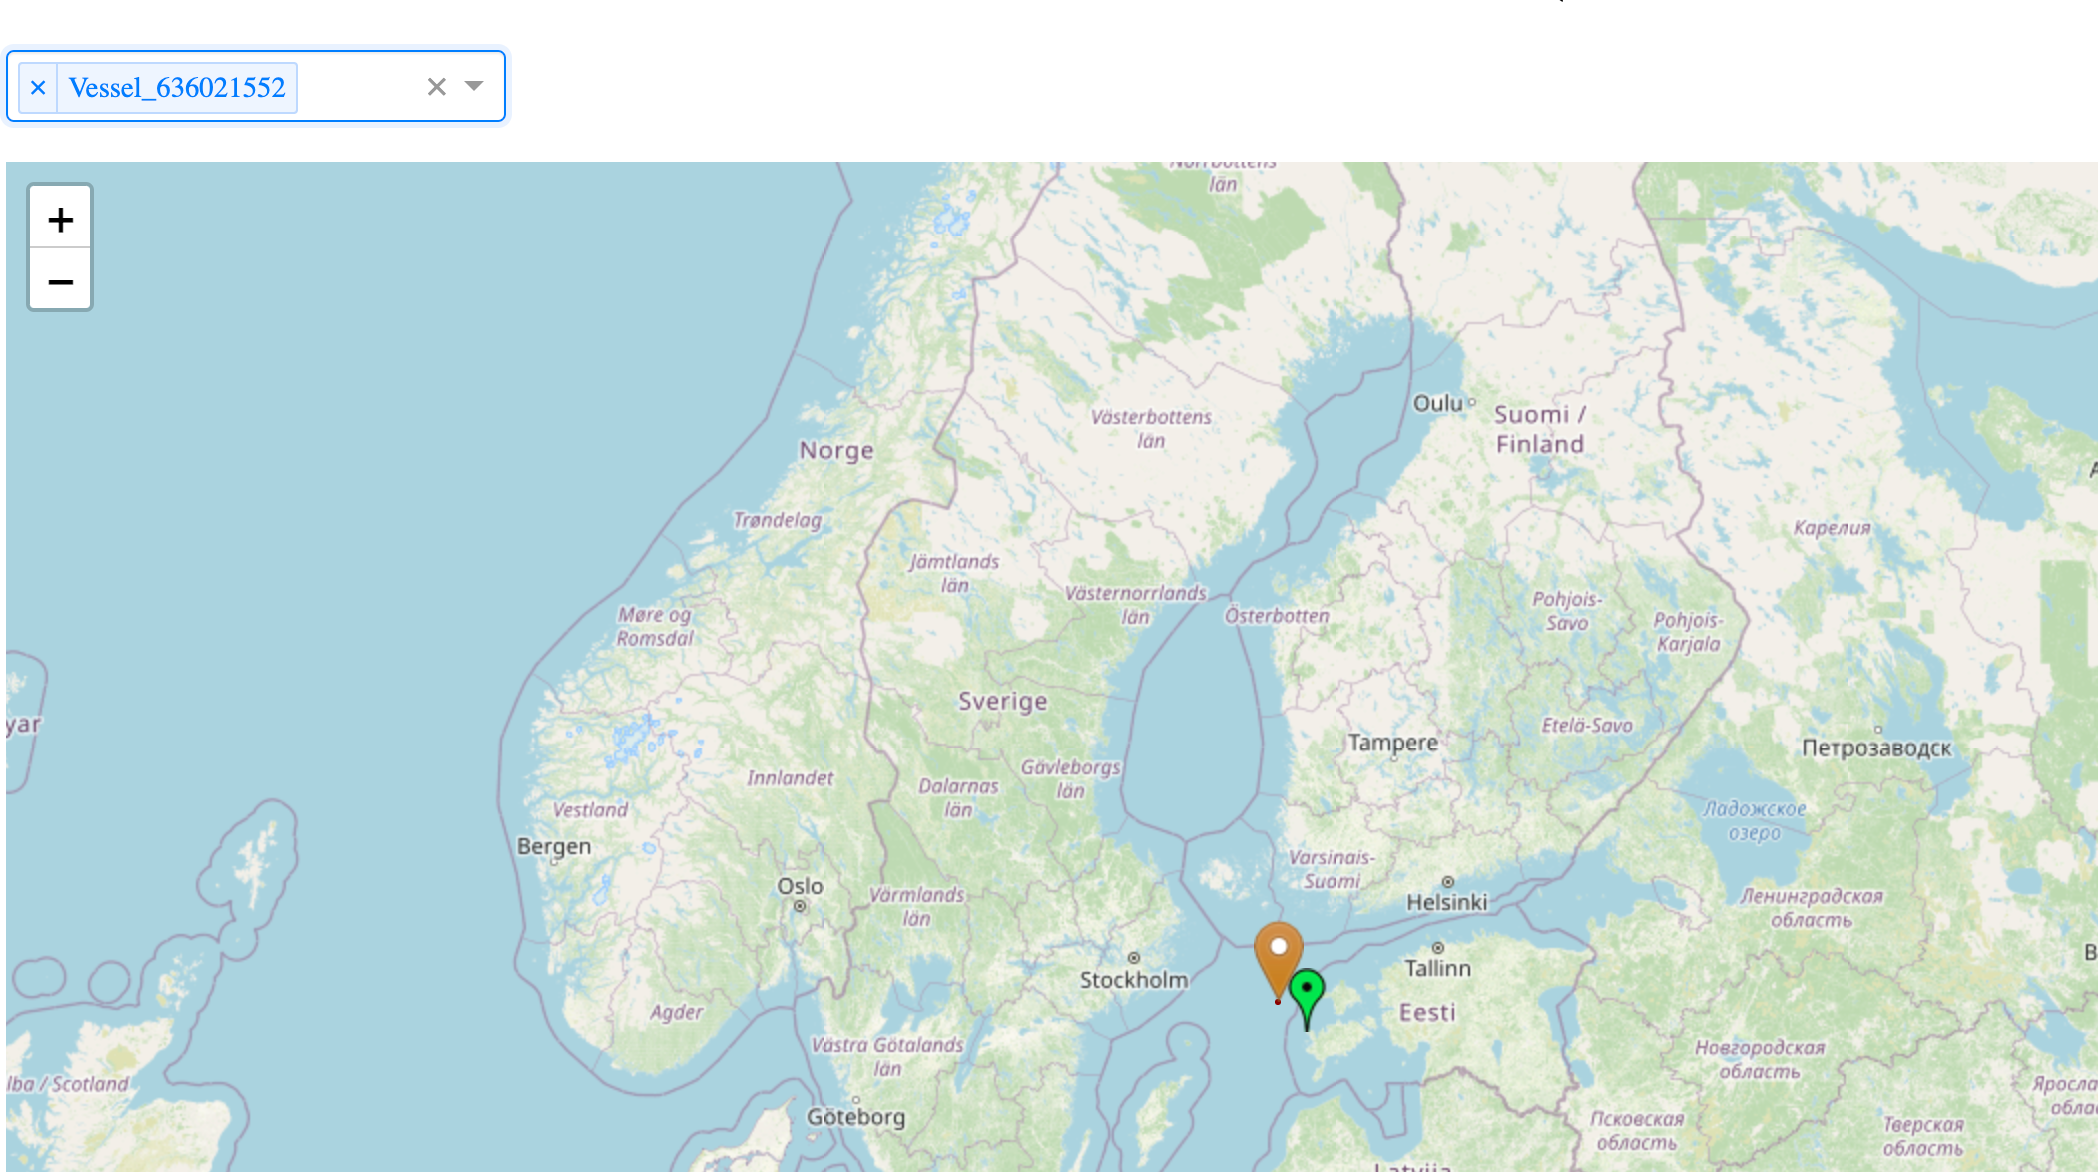 × Vessel_636021552 ×
+
−
Norrbottens
län
Oulu
Suomi /
Finland
Västerbottens
län
Norge
Trøndelag
Карелия
Jämtlands
län
Västernorrlands
län
Österbotten
Pohjois-
Savo
Pohjois-
Karjala
Møre og
Romsdal
yar
Sverige
Etelä-Savo
Tampere
Петрозаводск
Innlandet
Gävleborgs
län
Dalarnas
län
Vestland
Ладожское
озеро
Bergen
Varsinais-
Suomi
Oslo
Värmlands
län
Helsinki
Ленинградская
область
Stockholm
Tallinn
Agder
Eesti
Västra Götalands
län
Новгородская
область
lba / Scotland
Яросла
обла
Göteborg
Псковская
область
Тверская
область
Latvija